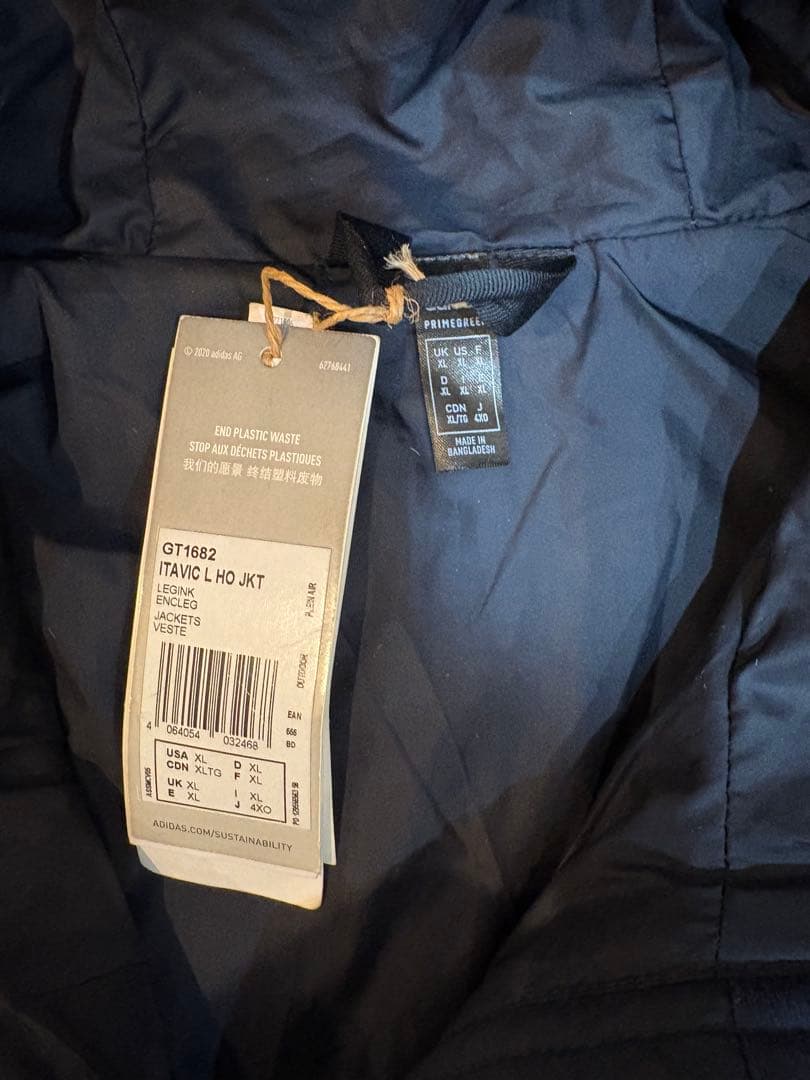 © 2020 adidas AG
62768441
END PLASTIC WASTE
STOP AUX DÉCHETS PLASTIQUES
我们的愿景 终结塑料废物
GT1682
ITAVIC L HO JKT
LEGINK
ENCLEG
JACKETS
VESTE
OUTDOOR
PLEIN AIR
EAN
4 064054 032468
666
BD
USA XL D XL
CDN XLTG F XL
UK XL I XL
E XL J 4XO
ADIDAS.COM/SUSTAINABILITY
PRIMEGREEN
UK US F
XL XL XL
D I E
XL XL XL
CDN J
XL/TG 4XO
MADE IN
BANGLADESH